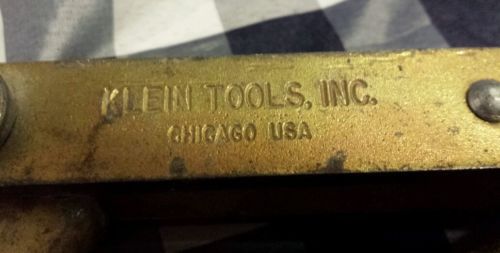 KLEIN TOOLS, INC.
CHICAGO USA